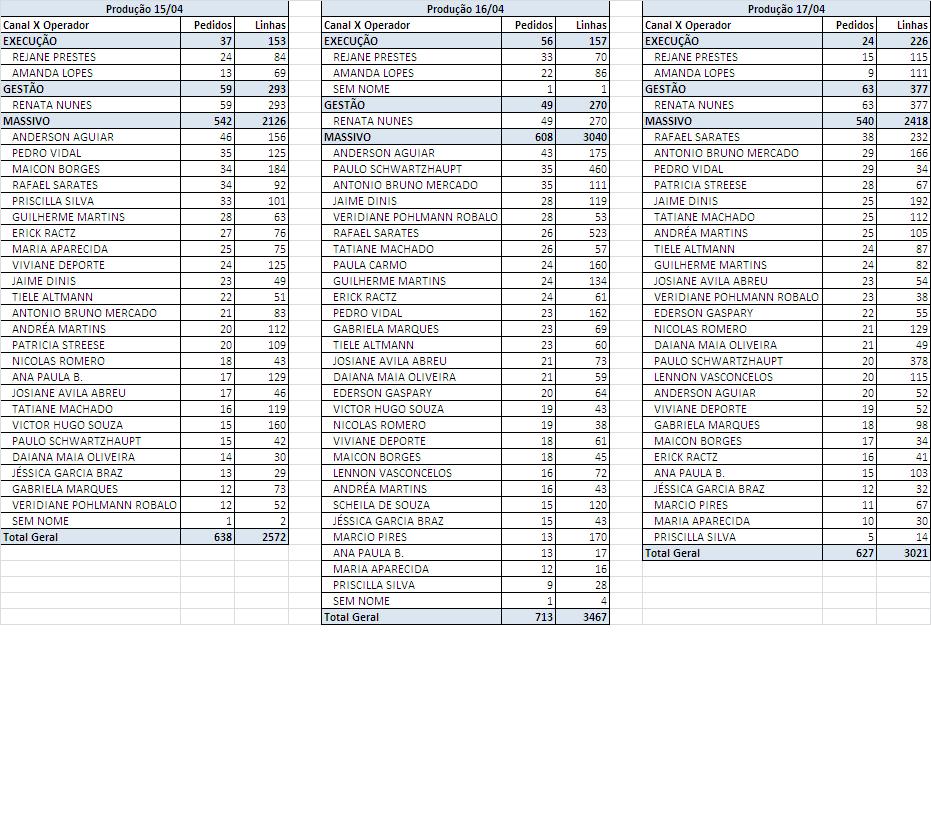 Produção 15/04
Canal X Operador Pedidos Linhas
EXECUÇÃO 37 153
REJANE PRESTES 24 84
AMANDA LOPES 13 69
GESTÃO 59 293
RENATA NUNES 59 293
MASSIVO 542 2126
ANDERSON AGUIAR 46 156
PEDRO VIDAL 35 125
MAICON BORGES 34 184
RAFAEL SARATES 34 92
PRISCILLA SILVA 33 101
GUILHERME MARTINS 28 63
ERICK RACTZ 27 76
MARIA APARECIDA 25 75
VIVIANE DEPORTE 24 125
JAIME DINIS 23 49
TIELE ALTMANN 22 51
ANTONIO BRUNO MERCADO 21 83
ANDRÉA MARTINS 20 112
PATRICIA STREESE 20 109
NICOLAS ROMERO 18 43
ANA PAULA B. 17 129
JOSIANE AVILA ABREU 17 46
TATIANE MACHADO 16 119
VICTOR HUGO SOUZA 15 160
PAULO SCHWARTZHAUPT 15 42
DAIANA MAIA OLIVEIRA 14 30
JÉSSICA GARCIA BRAZ 13 29
GABRIELA MARQUES 12 73
VERIDIANE POHLMANN ROBALO 12 52
SEM NOME 1 2
Total Geral 638 2572
Produção 16/04
Canal X Operador Pedidos Linhas
EXECUÇÃO 56 157
REJANE PRESTES 33 70
AMANDA LOPES 22 86
SEM NOME 1 1
GESTÃO 49 270
RENATA NUNES 49 270
MASSIVO 608 3040
ANDERSON AGUIAR 43 175
PAULO SCHWARTZHAUPT 35 460
ANTONIO BRUNO MERCADO 35 111
JAIME DINIS 28 119
VERIDIANE POHLMANN ROBALO 28 53
RAFAEL SARATES 26 523
TATIANE MACHADO 26 57
PAULA CARMO 24 160
GUILHERME MARTINS 24 134
ERICK RACTZ 24 61
PEDRO VIDAL 23 162
GABRIELA MARQUES 23 69
TIELE ALTMANN 23 60
JOSIANE AVILA ABREU 21 73
DAIANA MAIA OLIVEIRA 21 59
EDERSON GASPARY 20 64
VICTOR HUGO SOUZA 19 43
NICOLAS ROMERO 19 38
VIVIANE DEPORTE 18 61
MAICON BORGES 18 45
LENNON VASCONCELOS 16 72
ANDRÉA MARTINS 16 43
SCHEILA DE SOUZA 15 120
JÉSSICA GARCIA BRAZ 15 43
MARCIO PIRES 13 170
ANA PAULA B. 13 17
MARIA APARECIDA 12 16
PRISCILLA SILVA 9 28
SEM NOME 1 4
Total Geral 713 3467
Produção 17/04
Canal X Operador Pedidos Linhas
EXECUÇÃO 24 226
REJANE PRESTES 15 115
AMANDA LOPES 9 111
GESTÃO 63 377
RENATA NUNES 63 377
MASSIVO 540 2418
RAFAEL SARATES 38 232
ANTONIO BRUNO MERCADO 29 166
PEDRO VIDAL 29 34
PATRICIA STREESE 28 67
JAIME DINIS 25 192
TATIANE MACHADO 25 112
ANDRÉA MARTINS 25 105
TIELE ALTMANN 24 87
GUILHERME MARTINS 24 82
JOSIANE AVILA ABREU 23 54
VERIDIANE POHLMANN ROBALO 23 38
EDERSON GASPARY 22 55
NICOLAS ROMERO 21 129
DAIANA MAIA OLIVEIRA 21 49
PAULO SCHWARTZHAUPT 20 378
LENNON VASCONCELOS 20 115
ANDERSON AGUIAR 20 52
VIVIANE DEPORTE 19 52
GABRIELA MARQUES 18 98
MAICON BORGES 17 34
ERICK RACTZ 16 41
ANA PAULA B. 15 103
JÉSSICA GARCIA BRAZ 12 32
MARCIO PIRES 11 67
MARIA APARECIDA 10 30
PRISCILLA SILVA 5 14
Total Geral 627 3021